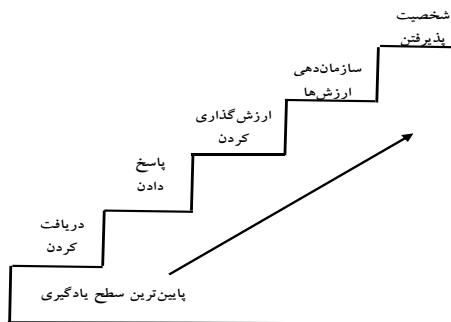 شخصیت
پذیرفتن
سازمان‌دهی
ارزش‌ها
ارزش‌گذاری
کردن
پاسخ
دادن
دریافت
کردن
پایین‌ترین سطح یادگیری